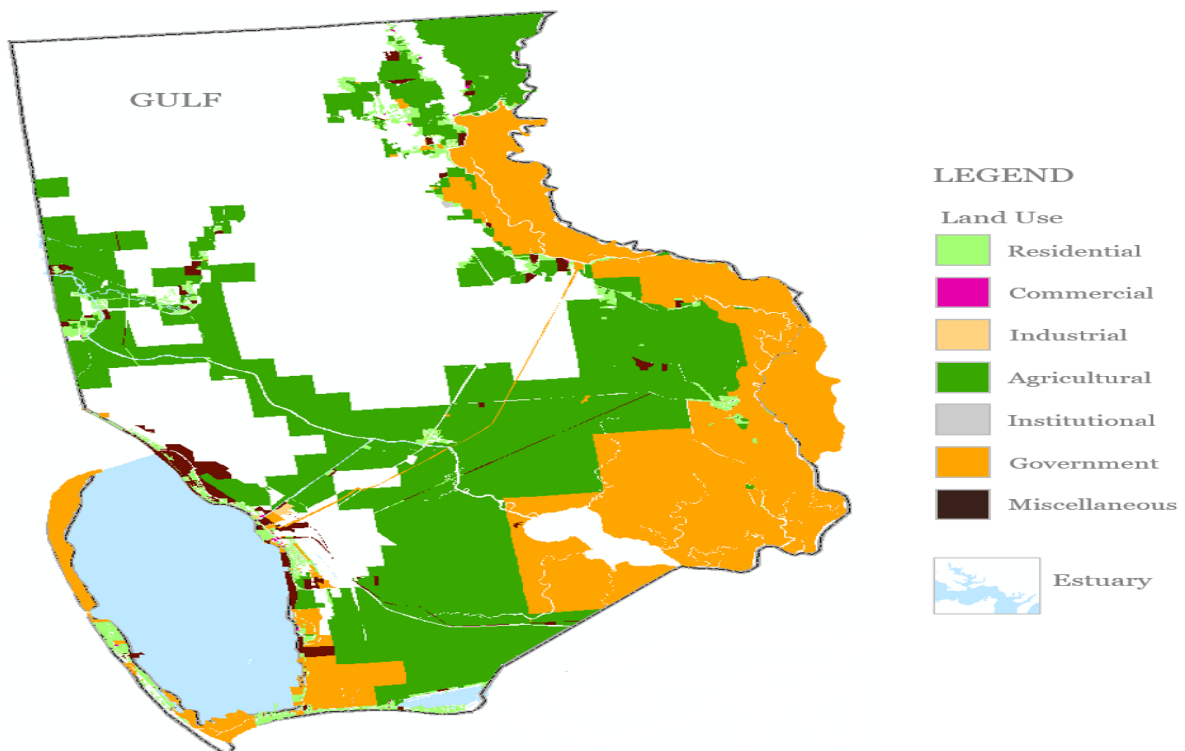 GULF
LEGEND
Land Use
Residential
Commercial
Industrial
Agricultural
Institutional
Government
Miscellaneous
Estuary